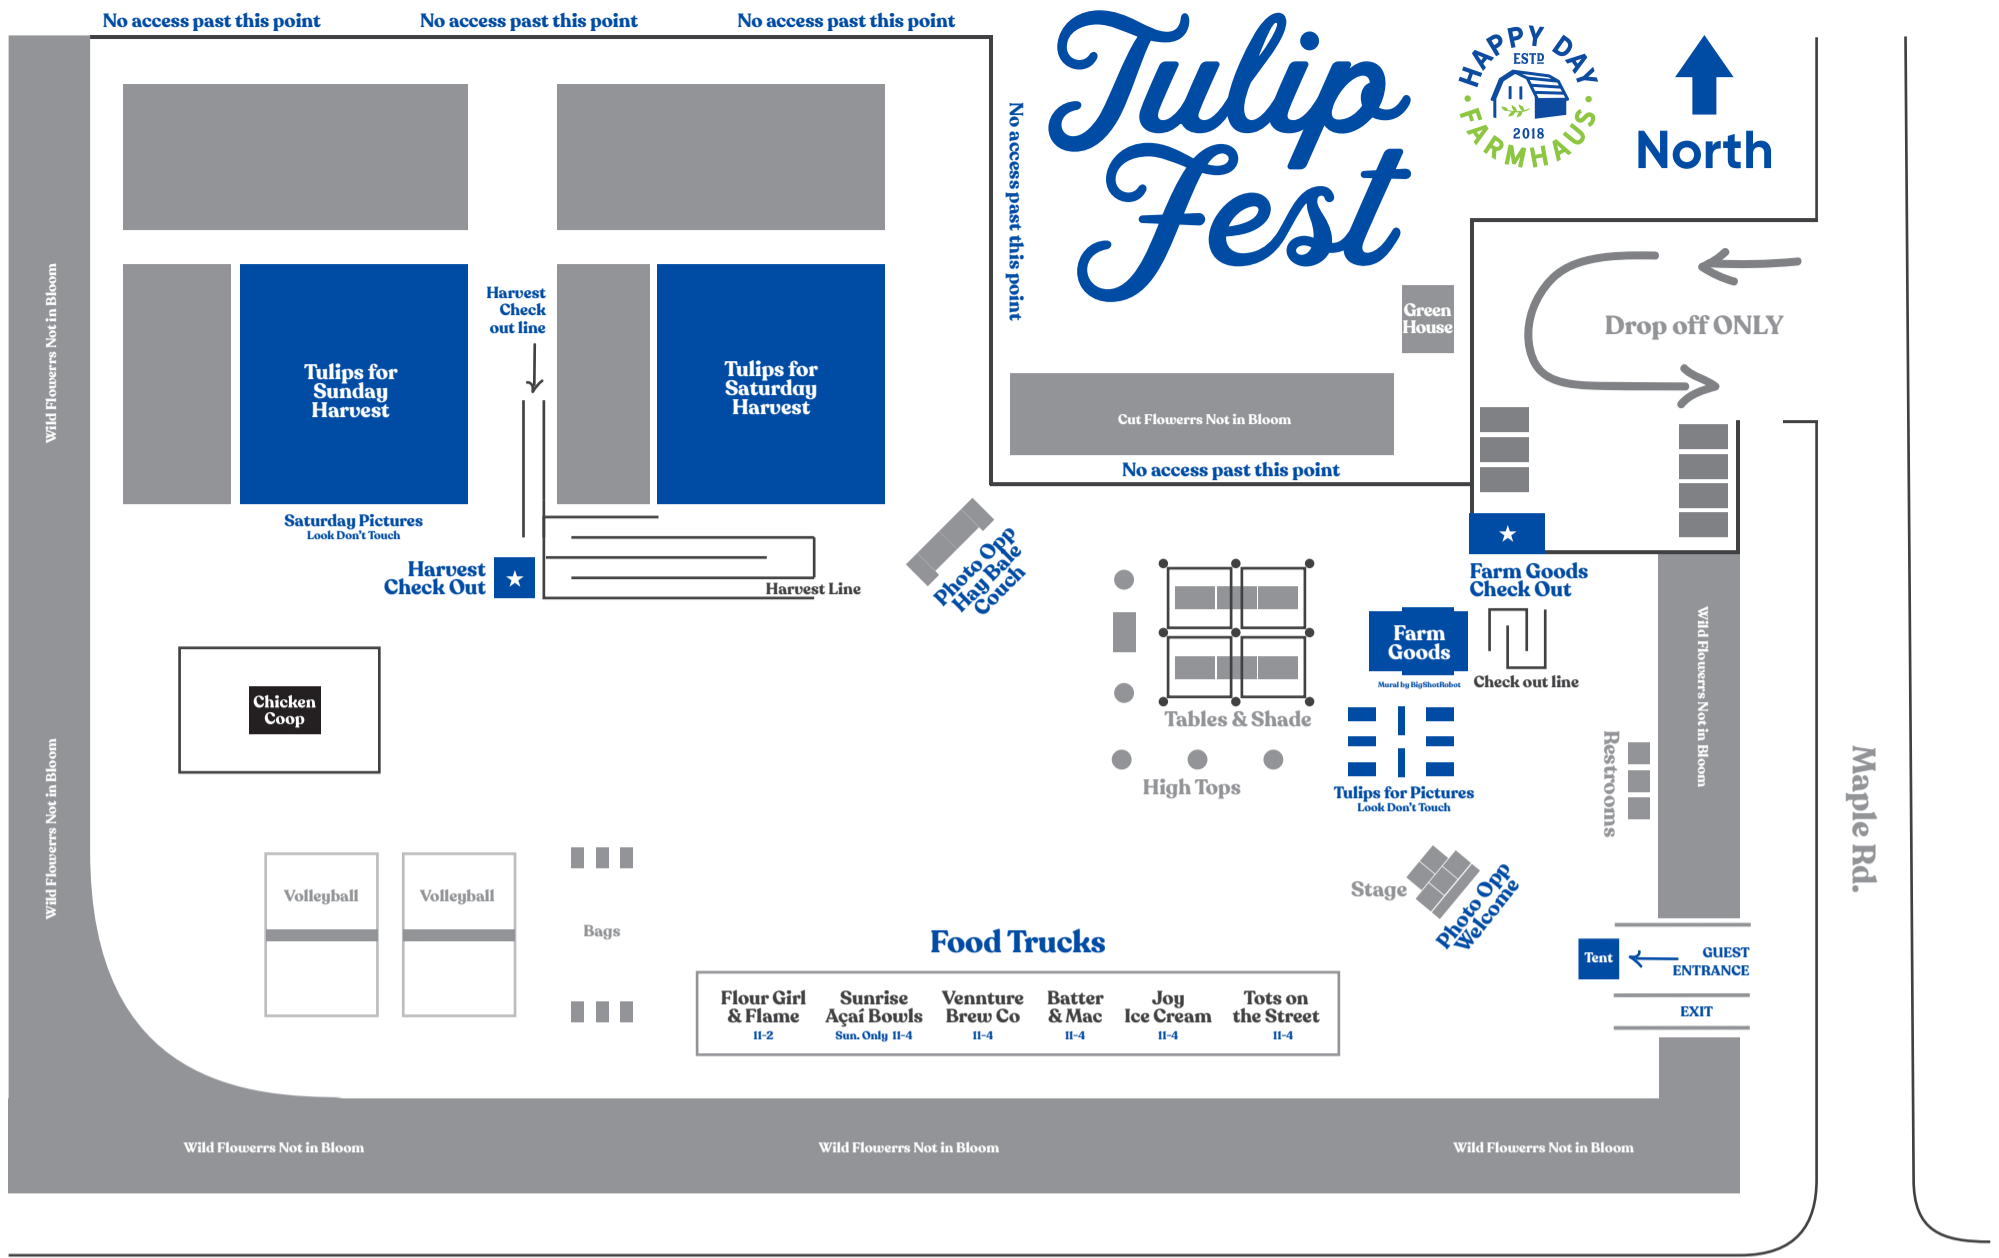 No access past this point
No access past this point
No access past this point
Tulip
Fest
HAPPY DAY
ESTD
2018
FARMHAUS
North
No access past this point
Wild Flowerrs Not in Bloom
Harvest
Check
out line
Tulips for
Sunday
Harvest
Tulips for
Saturday
Harvest
Green
House
Drop off ONLY
Cut Flowerrs Not in Bloom
No access past this point
Saturday Pictures
Look Don't Touch
Harvest
Check Out
Harvest Line
Photo Opp
Hay Bale
Couch
Farm Goods
Check Out
Farm
Goods
Mural by BigShotRobot
Check out line
Wild Flowerrs Not in Bloom
Chicken
Coop
Tables & Shade
High Tops
Tulips for Pictures
Look Don't Touch
Restrooms
Maple Rd.
Wild Flowerrs Not in Bloom
Volleyball
Volleyball
Bags
Stage
Photo Opp
Welcome
Food Trucks
Tent
GUEST
ENTRANCE
EXIT
Flour Girl
& Flame
11-2
Sunrise
Açaí Bowls
Sun. Only 11-4
Vennture
Brew Co
11-4
Batter
& Mac
11-4
Joy
Ice Cream
11-4
Tots on
the Street
11-4
Wild Flowerrs Not in Bloom
Wild Flowerrs Not in Bloom
Wild Flowerrs Not in Bloom